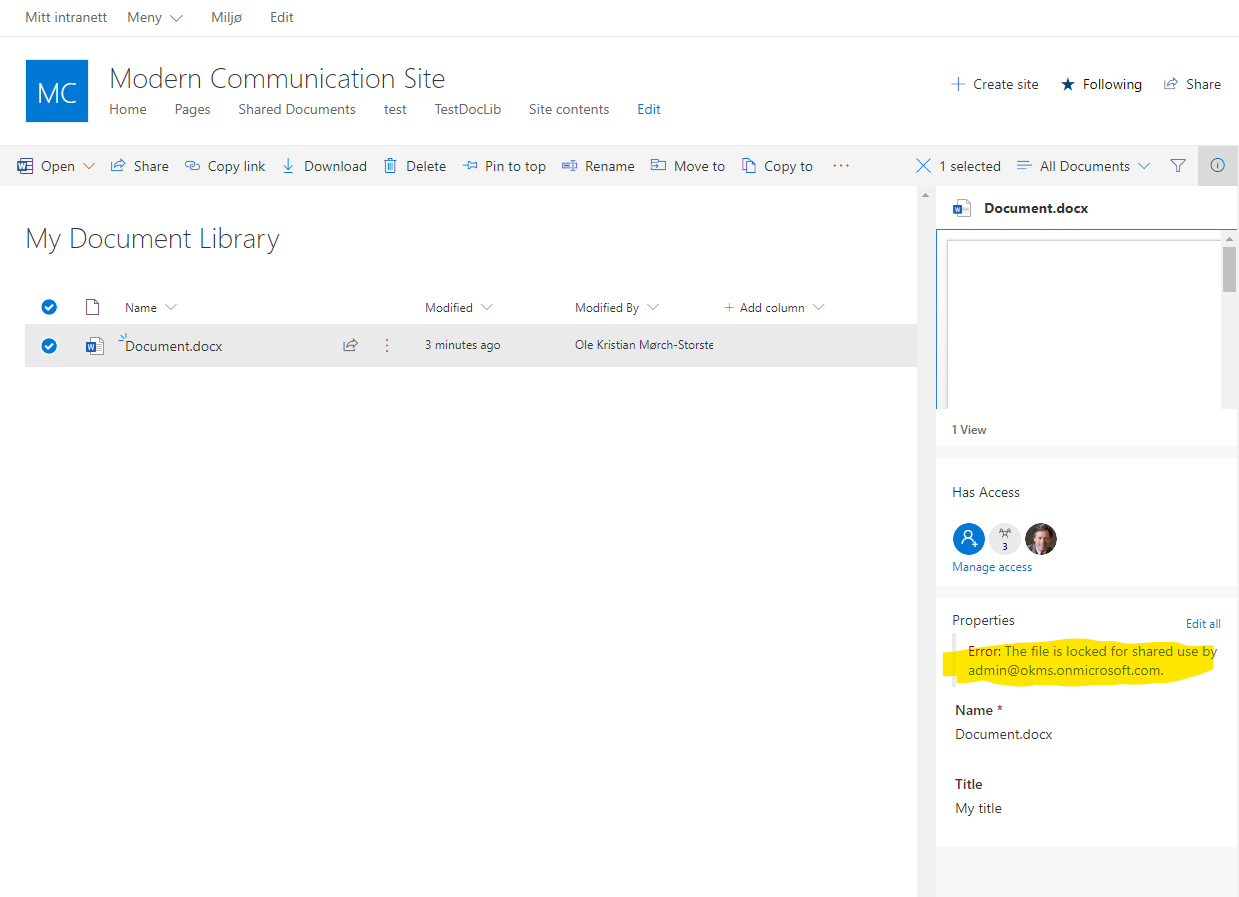 Mitt intranett Meny Miljø Edit
MC
Modern Communication Site
Home Pages Shared Documents test TestDocLib Site contents Edit
Create site Following Share
Open Share Copy link Download Delete Pin to top Rename Move to Copy to ... 1 selected All Documents
My Document Library
Name Modified Modified By + Add column
Document.docx 3 minutes ago Ole Kristian Mørch-Storste
Document.docx
1 View
Has Access
3
Manage access
Properties Edit all
Error: The file is locked for shared use by
admin@okms.onmicrosoft.com.
Name *
Document.docx
Title
My title